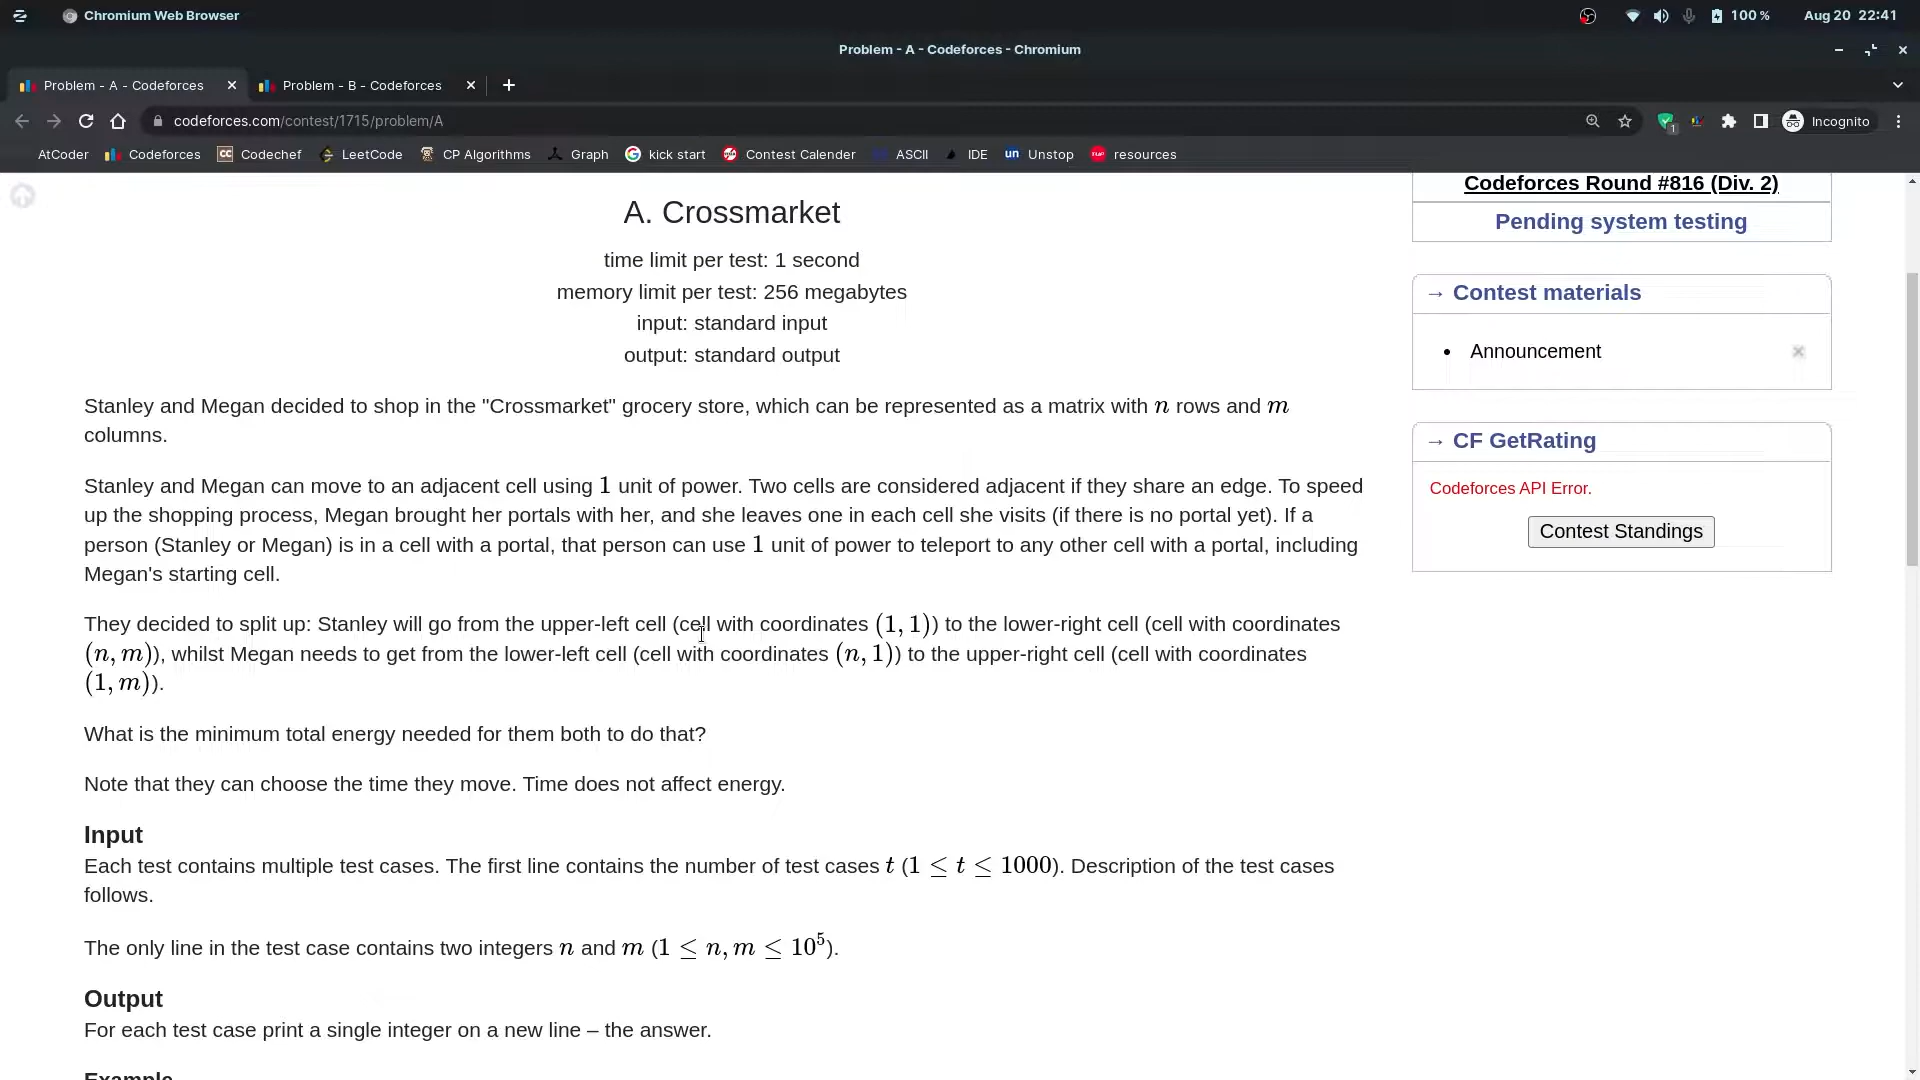 Chromium Web Browser
100 %
Aug 20 22:41
Problem - A - Codeforces - Chromium
Problem - A - Codeforces
Problem - B - Codeforces
codeforces.com/contest/1715/problem/A
1
Incognito
AtCoder
Codeforces
CC Codechef
LeetCode
CP Algorithms
Graph
kick start
Contest Calender
ASCII
IDE
un Unstop
resources
A. Crossmarket
time limit per test: 1 second
memory limit per test: 256 megabytes
input: standard input
output: standard output
Stanley and Megan decided to shop in the "Crossmarket" grocery store, which can be represented as a matrix with n rows and m
columns.
Stanley and Megan can move to an adjacent cell using 1 unit of power. Two cells are considered adjacent if they share an edge. To speed
up the shopping process, Megan brought her portals with her, and she leaves one in each cell she visits (if there is no portal yet). If a
person (Stanley or Megan) is in a cell with a portal, that person can use 1 unit of power to teleport to any other cell with a portal, including
Megan's starting cell.
They decided to split up: Stanley will go from the upper-left cell (cell with coordinates (1, 1)) to the lower-right cell (cell with coordinates
(n, m)), whilst Megan needs to get from the lower-left cell (cell with coordinates (n, 1)) to the upper-right cell (cell with coordinates
(1, m)).
What is the minimum total energy needed for them both to do that?
Note that they can choose the time they move. Time does not affect energy.
Input
Each test contains multiple test cases. The first line contains the number of test cases t (1 ≤ t ≤ 1000). Description of the test cases
follows.
The only line in the test case contains two integers n and m (1 ≤ n, m ≤ 10⁵).
Output
For each test case print a single integer on a new line – the answer.
Example
Codeforces Round #816 (Div. 2)
Pending system testing
→ Contest materials
• Announcement
→ CF GetRating
Codeforces API Error.
Contest Standings